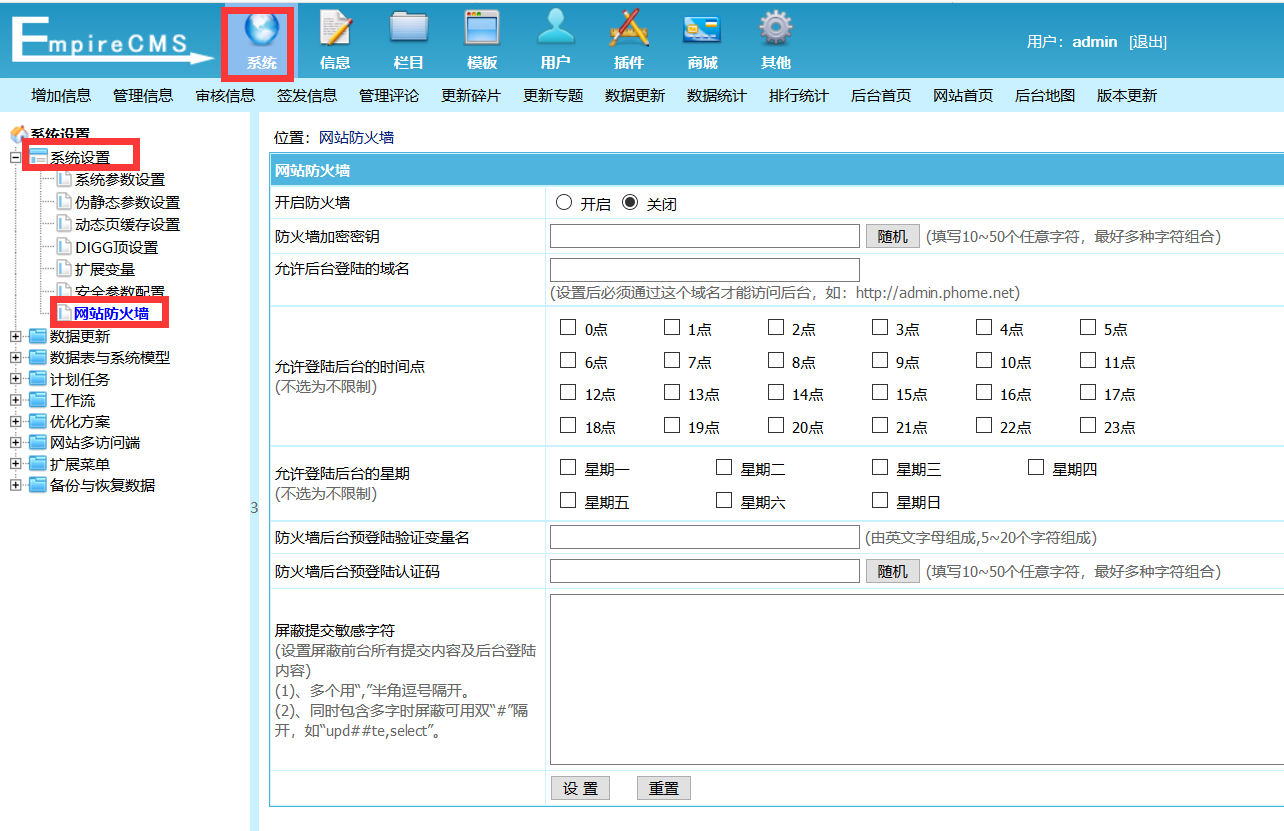 EmpireCMS
系统 信息 栏目 模板 用户 插件 商城 其他
用户：admin [退出]
增加信息 管理信息 审核信息 签发信息 管理评论 更新碎片 更新专题 数据更新 数据统计 排行统计 后台首页 网站首页 后台地图 版本更新
系统设置
系统设置
系统参数设置
伪静态参数设置
动态页缓存设置
DIGG顶设置
扩展变量
安全参数配置
网站防火墙
数据更新
数据表与系统模型
计划任务
工作流
优化方案
网站多访问端
扩展菜单
备份与恢复数据
3
位置：网站防火墙
网站防火墙
开启防火墙 开启 关闭
防火墙加密密钥 随机 (填写10~50个任意字符，最好多种字符组合)
允许后台登陆的域名
(设置后必须通过这个域名才能访问后台，如：http://admin.phome.net)
允许登陆后台的时间点
(不选为不限制)
0点 1点 2点 3点 4点 5点
6点 7点 8点 9点 10点 11点
12点 13点 14点 15点 16点 17点
18点 19点 20点 21点 22点 23点
允许登陆后台的星期
(不选为不限制)
星期一 星期二 星期三 星期四
星期五 星期六 星期日
防火墙后台预登陆验证变量名 (由英文字母组成,5~20个字符组成)
防火墙后台预登陆认证码 随机 (填写10~50个任意字符，最好多种字符组合)
屏蔽提交敏感字符
(设置屏蔽前台所有提交内容及后台登陆
内容)
(1)、多个用“,”半角逗号隔开。
(2)、同时包含多字时屏蔽可用双“#”隔
开，如“upd##te,select”。
设 置 重置